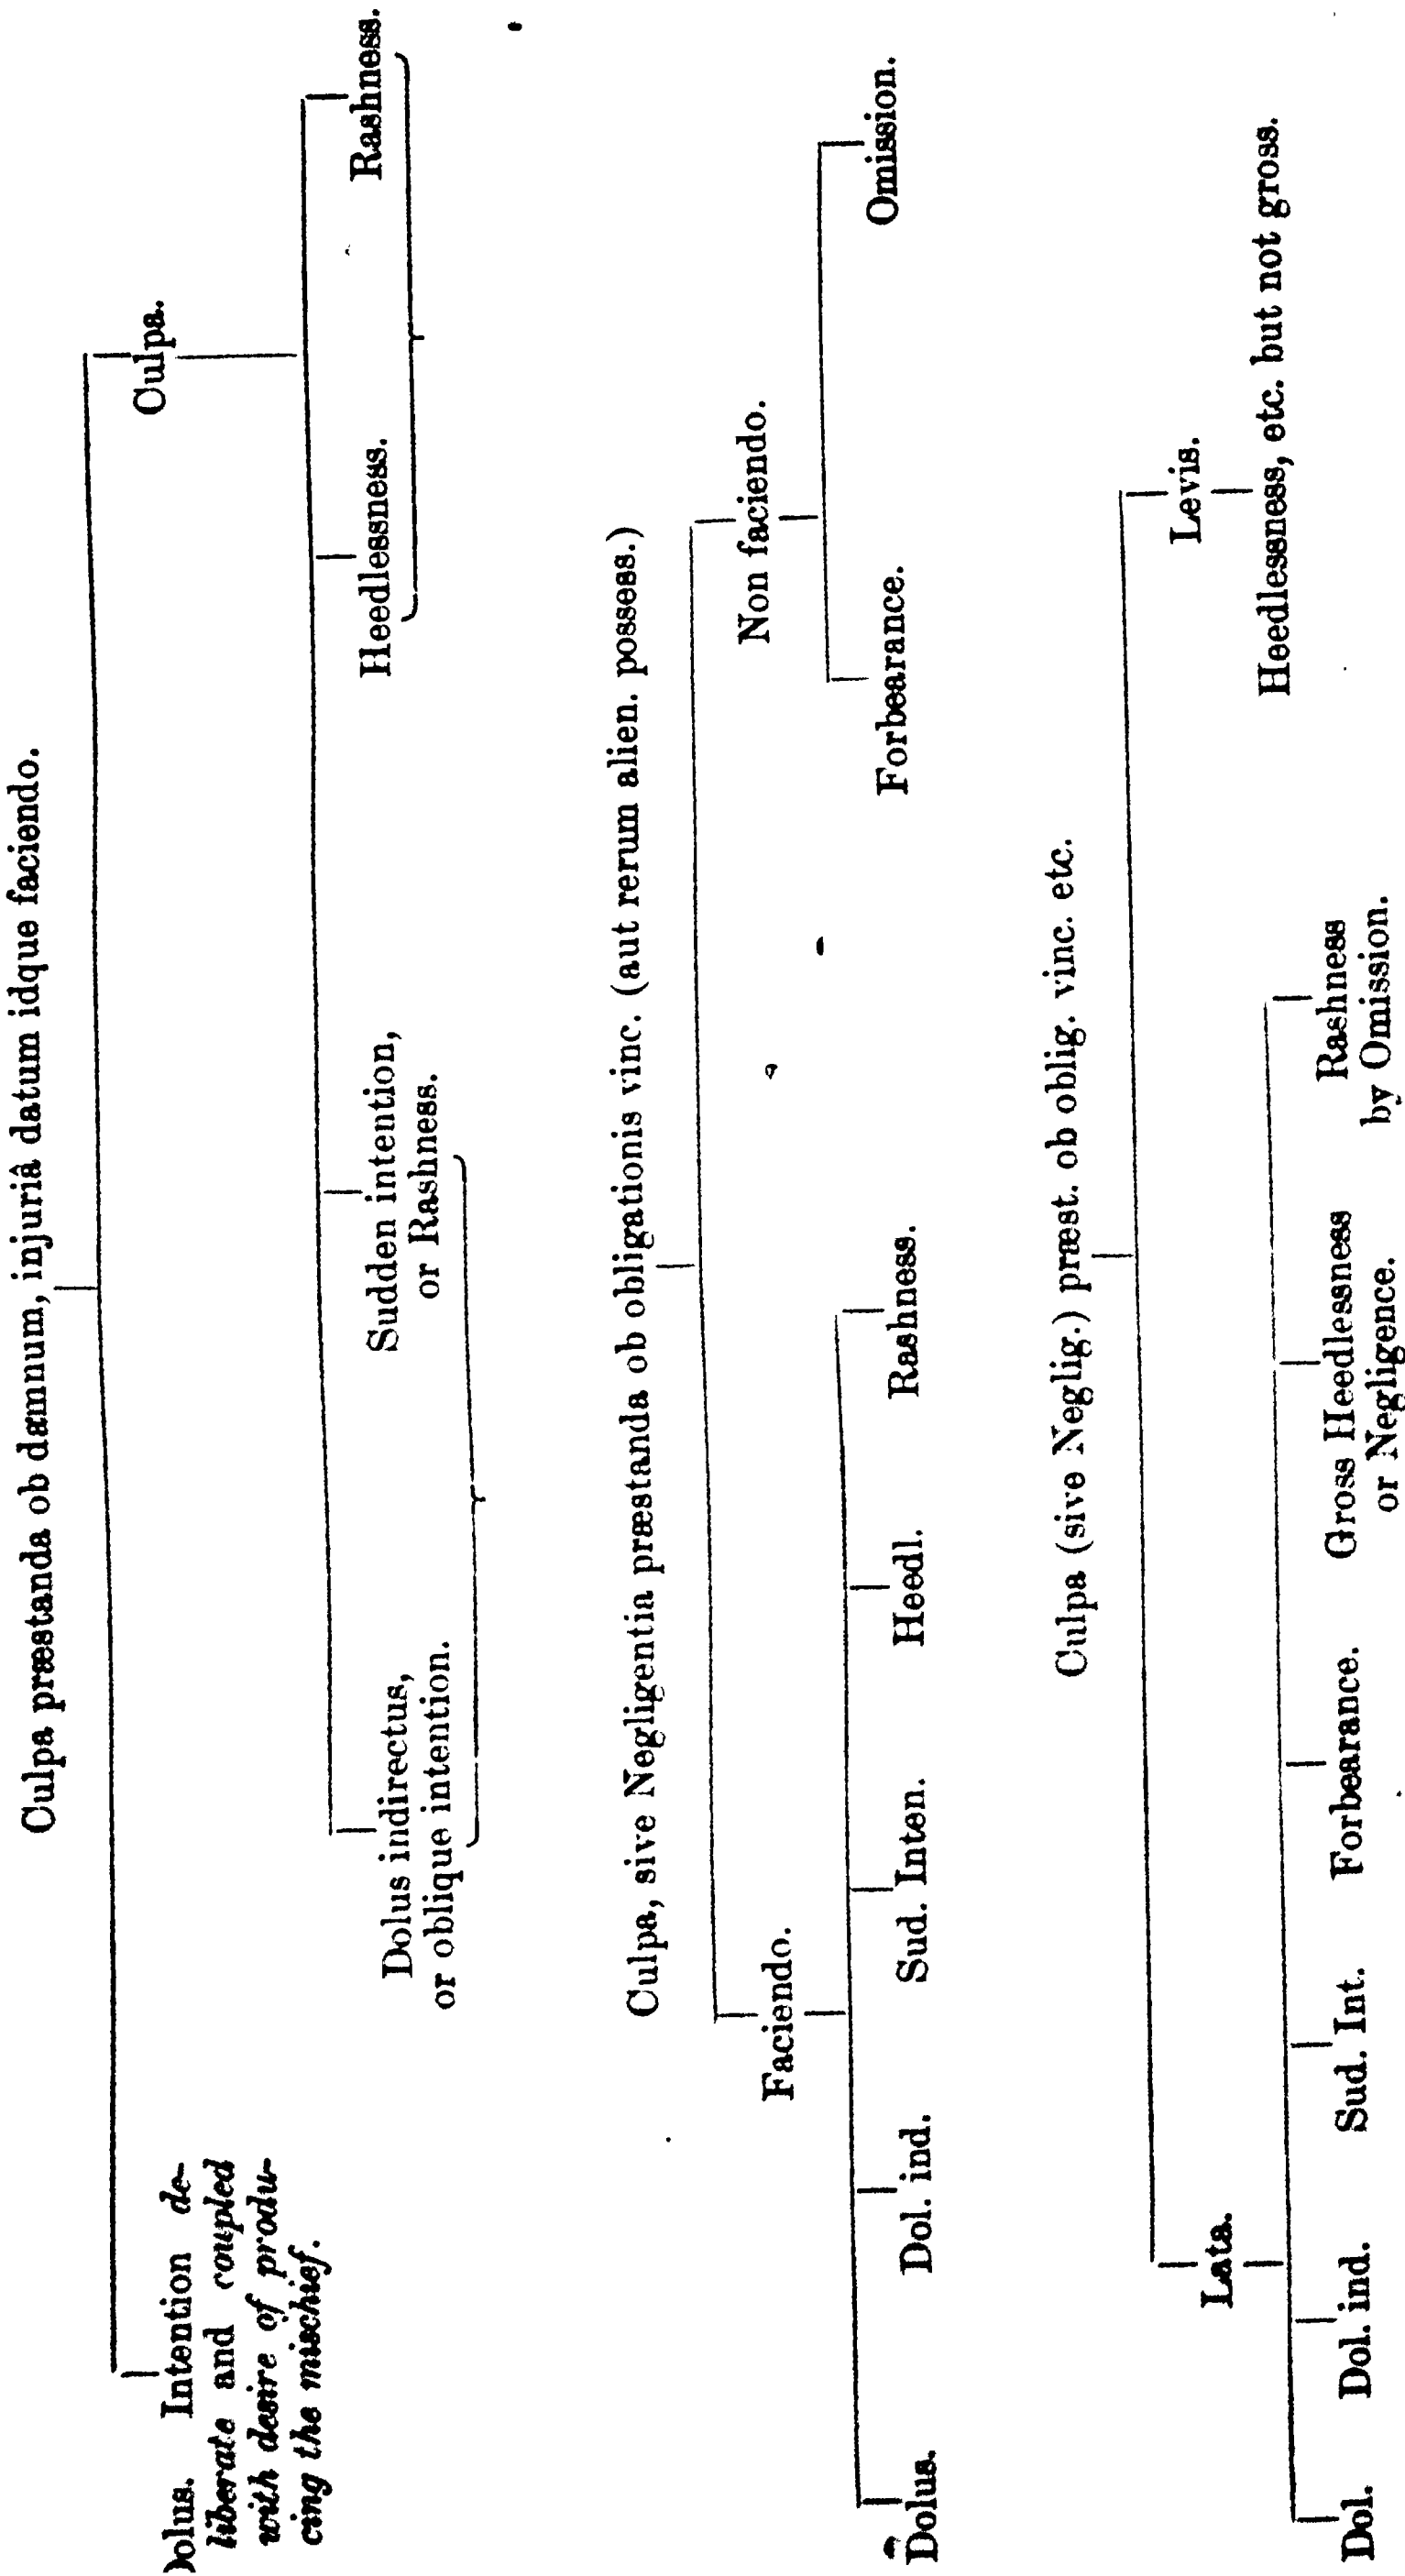 Culpa præstanda ob damnum, injuriâ datum idque faciendo.
Dolus. Intention de-
liberate and coupled
with desire of produ-
cing the mischief.
Culpa.
Dolus indirectus,
or oblique intention.
Sudden intention,
or Rashness.
Heedlessness.
Rashness.
Culpa, sive Negligentia præstanda ob obligationis vinc. (aut rerum alien. possess.)
Faciendo.
Non faciendo.
Dolus.
Dol. ind.
Sud. Inten.
Heedl.
Rashness.
Forbearance.
Omission.
Culpa (sive Neglig.) præst. ob oblig. vinc. etc.
Lata.
Levis.
Dol.
Dol. ind.
Sud. Int.
Forbearance.
Gross Heedlessness
or Negligence.
Rashness
by Omission.
Heedlessness, etc. but not gross.